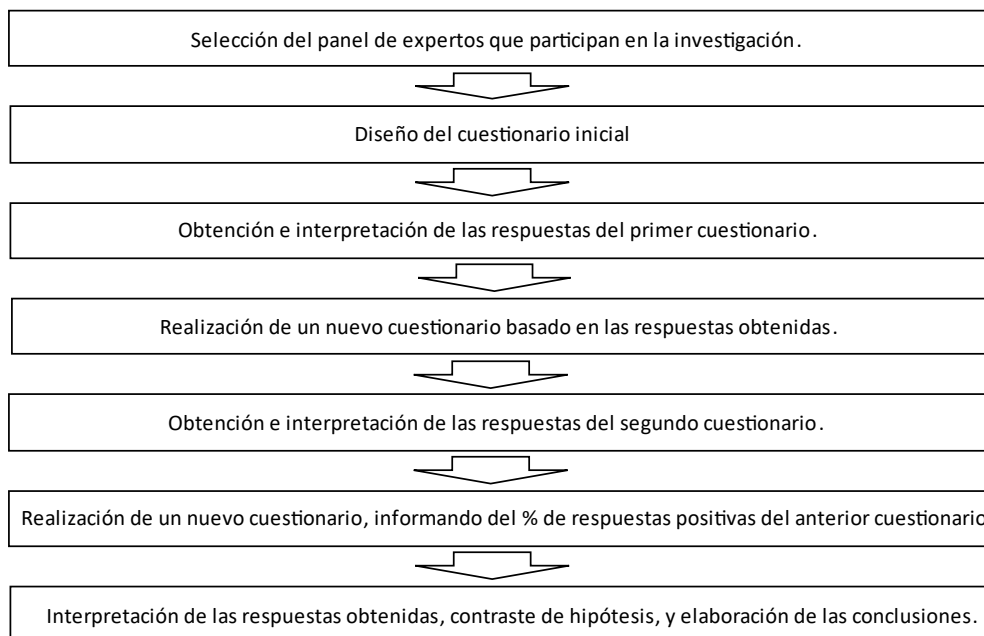 Selección del panel de expertos que participan en la investigación.
Diseño del cuestionario inicial
Obtención e interpretación de las respuestas del primer cuestionario.
Realización de un nuevo cuestionario basado en las respuestas obtenidas.
Obtención e interpretación de las respuestas del segundo cuestionario.
Realización de un nuevo cuestionario, informando del % de respuestas positivas del anterior cuestionario
Interpretación de las respuestas obtenidas, contraste de hipótesis, y elaboración de las conclusiones.